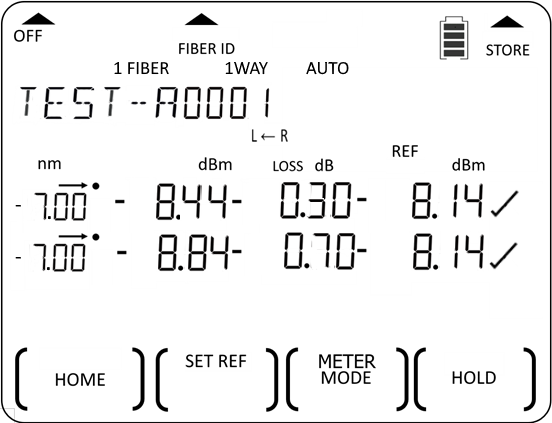 OFF
FIBER ID
STORE
1 FIBER 1WAY AUTO
TEST--A0001
L ← R
nm dBm LOSS dB REF dBm
- 7.00 → • - 8.44 - 0.30 - 8.14 ✓
- 7.00 → • - 8.84 - 0.70 - 8.14 ✓
HOME SET REF METER MODE HOLD